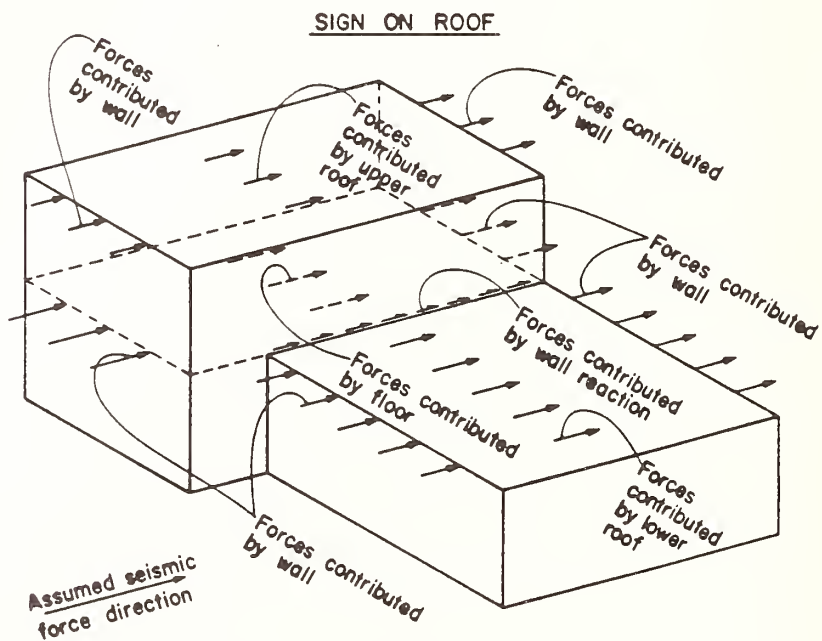 SIGN ON ROOF
Forces
contributed
by wall
Forces
contributed
by upper
roof
Forces contributed
by wall
Forces contributed
by wall
Forces contributed
by wall reaction
Forces contributed
by floor
Forces
contributed
by lower
roof
Forces contributed
by wall
Assumed seismic
force direction